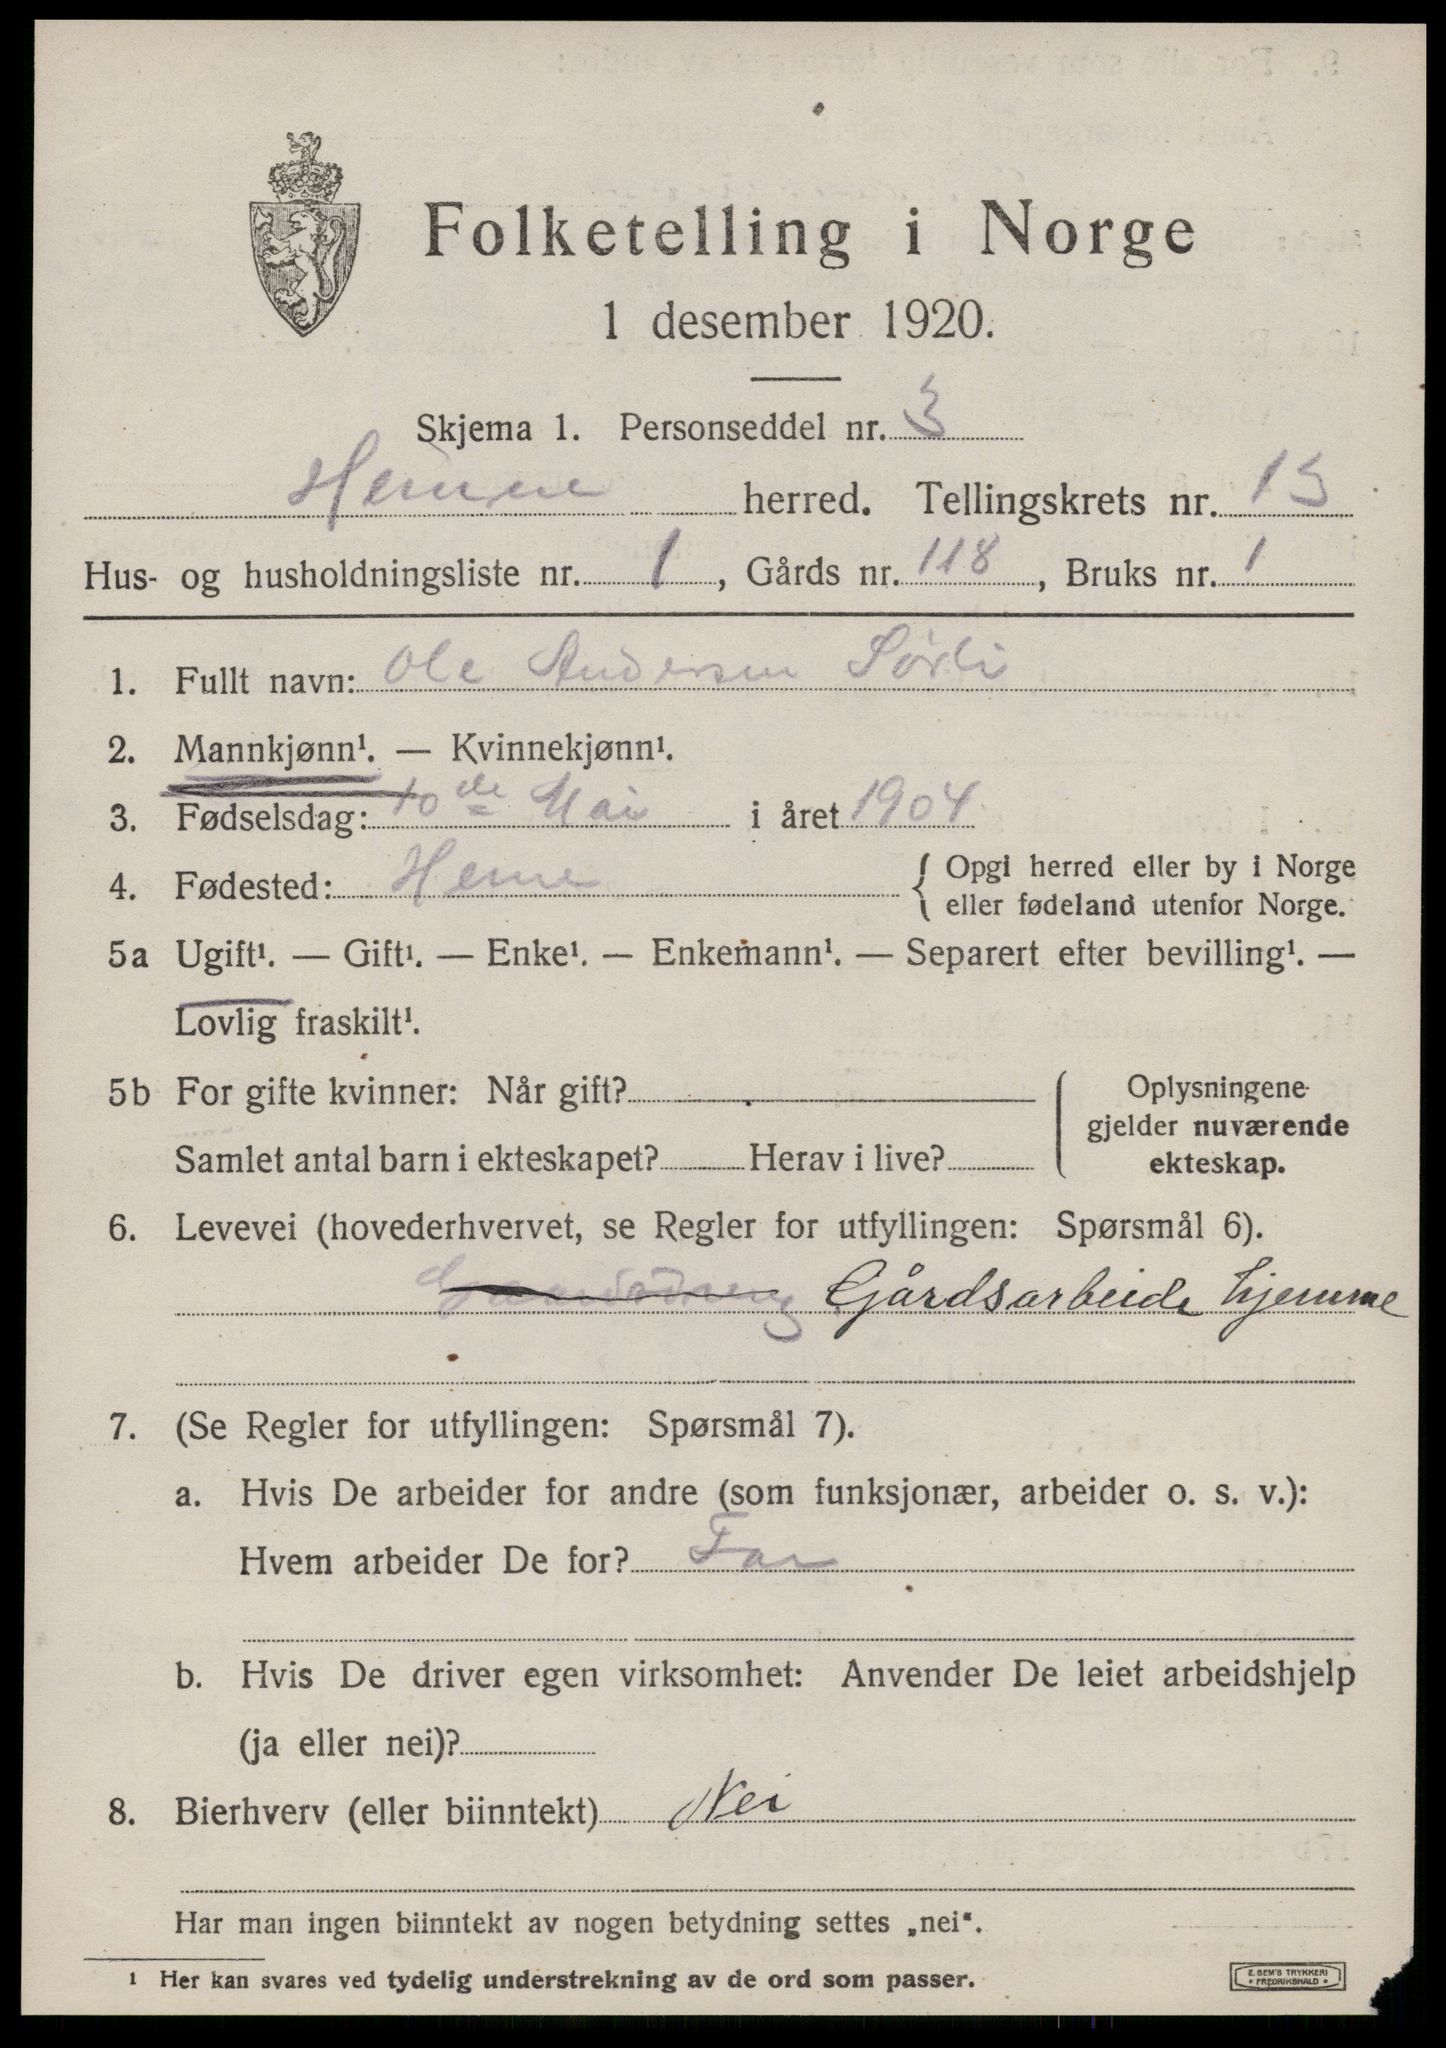 Folketelling i Norge
1 desember 1920.
Skjema 1. Personseddel nr. 3
Hemne herred. Tellingskrets nr. 13
Hus- og husholdningsliste nr. 1, Gårds nr. 118, Bruks nr. 1
1. Fullt navn: Ole Andersen Sørli
2. Mannkjønn¹. — Kvinnekjønn¹.
3. Fødselsdag: 10de Mai i året 1904
4. Fødested: Hemne { Opgi herred eller by i Norge
eller fødeland utenfor Norge.
5a Ugift¹. — Gift¹. — Enke¹. — Enkemann¹. — Separert efter bevilling¹. —
Lovlig fraskilt¹.
5b For gifte kvinner: Når gift?
Samlet antal barn i ekteskapet? Herav i live?
Oplysningene
gjelder nuværende
ekteskap.
6. Levevei (hovederhvervet, se Regler for utfyllingen: Spørsmål 6).
Gårdsarbeide hjemme
7. (Se Regler for utfyllingen: Spørsmål 7).
a. Hvis De arbeider for andre (som funksjonær, arbeider o. s. v.):
Hvem arbeider De for? Far
b. Hvis De driver egen virksomhet: Anvender De leiet arbeidshjelp
(ja eller nei)?
8. Bierhverv (eller biinntekt) Nei
Har man ingen biinntekt av nogen betydning settes „nei“.
¹ Her kan svares ved tydelig understrekning av de ord som passer.
E. SEM'S TRYKKERI
FREDRIKSHALD